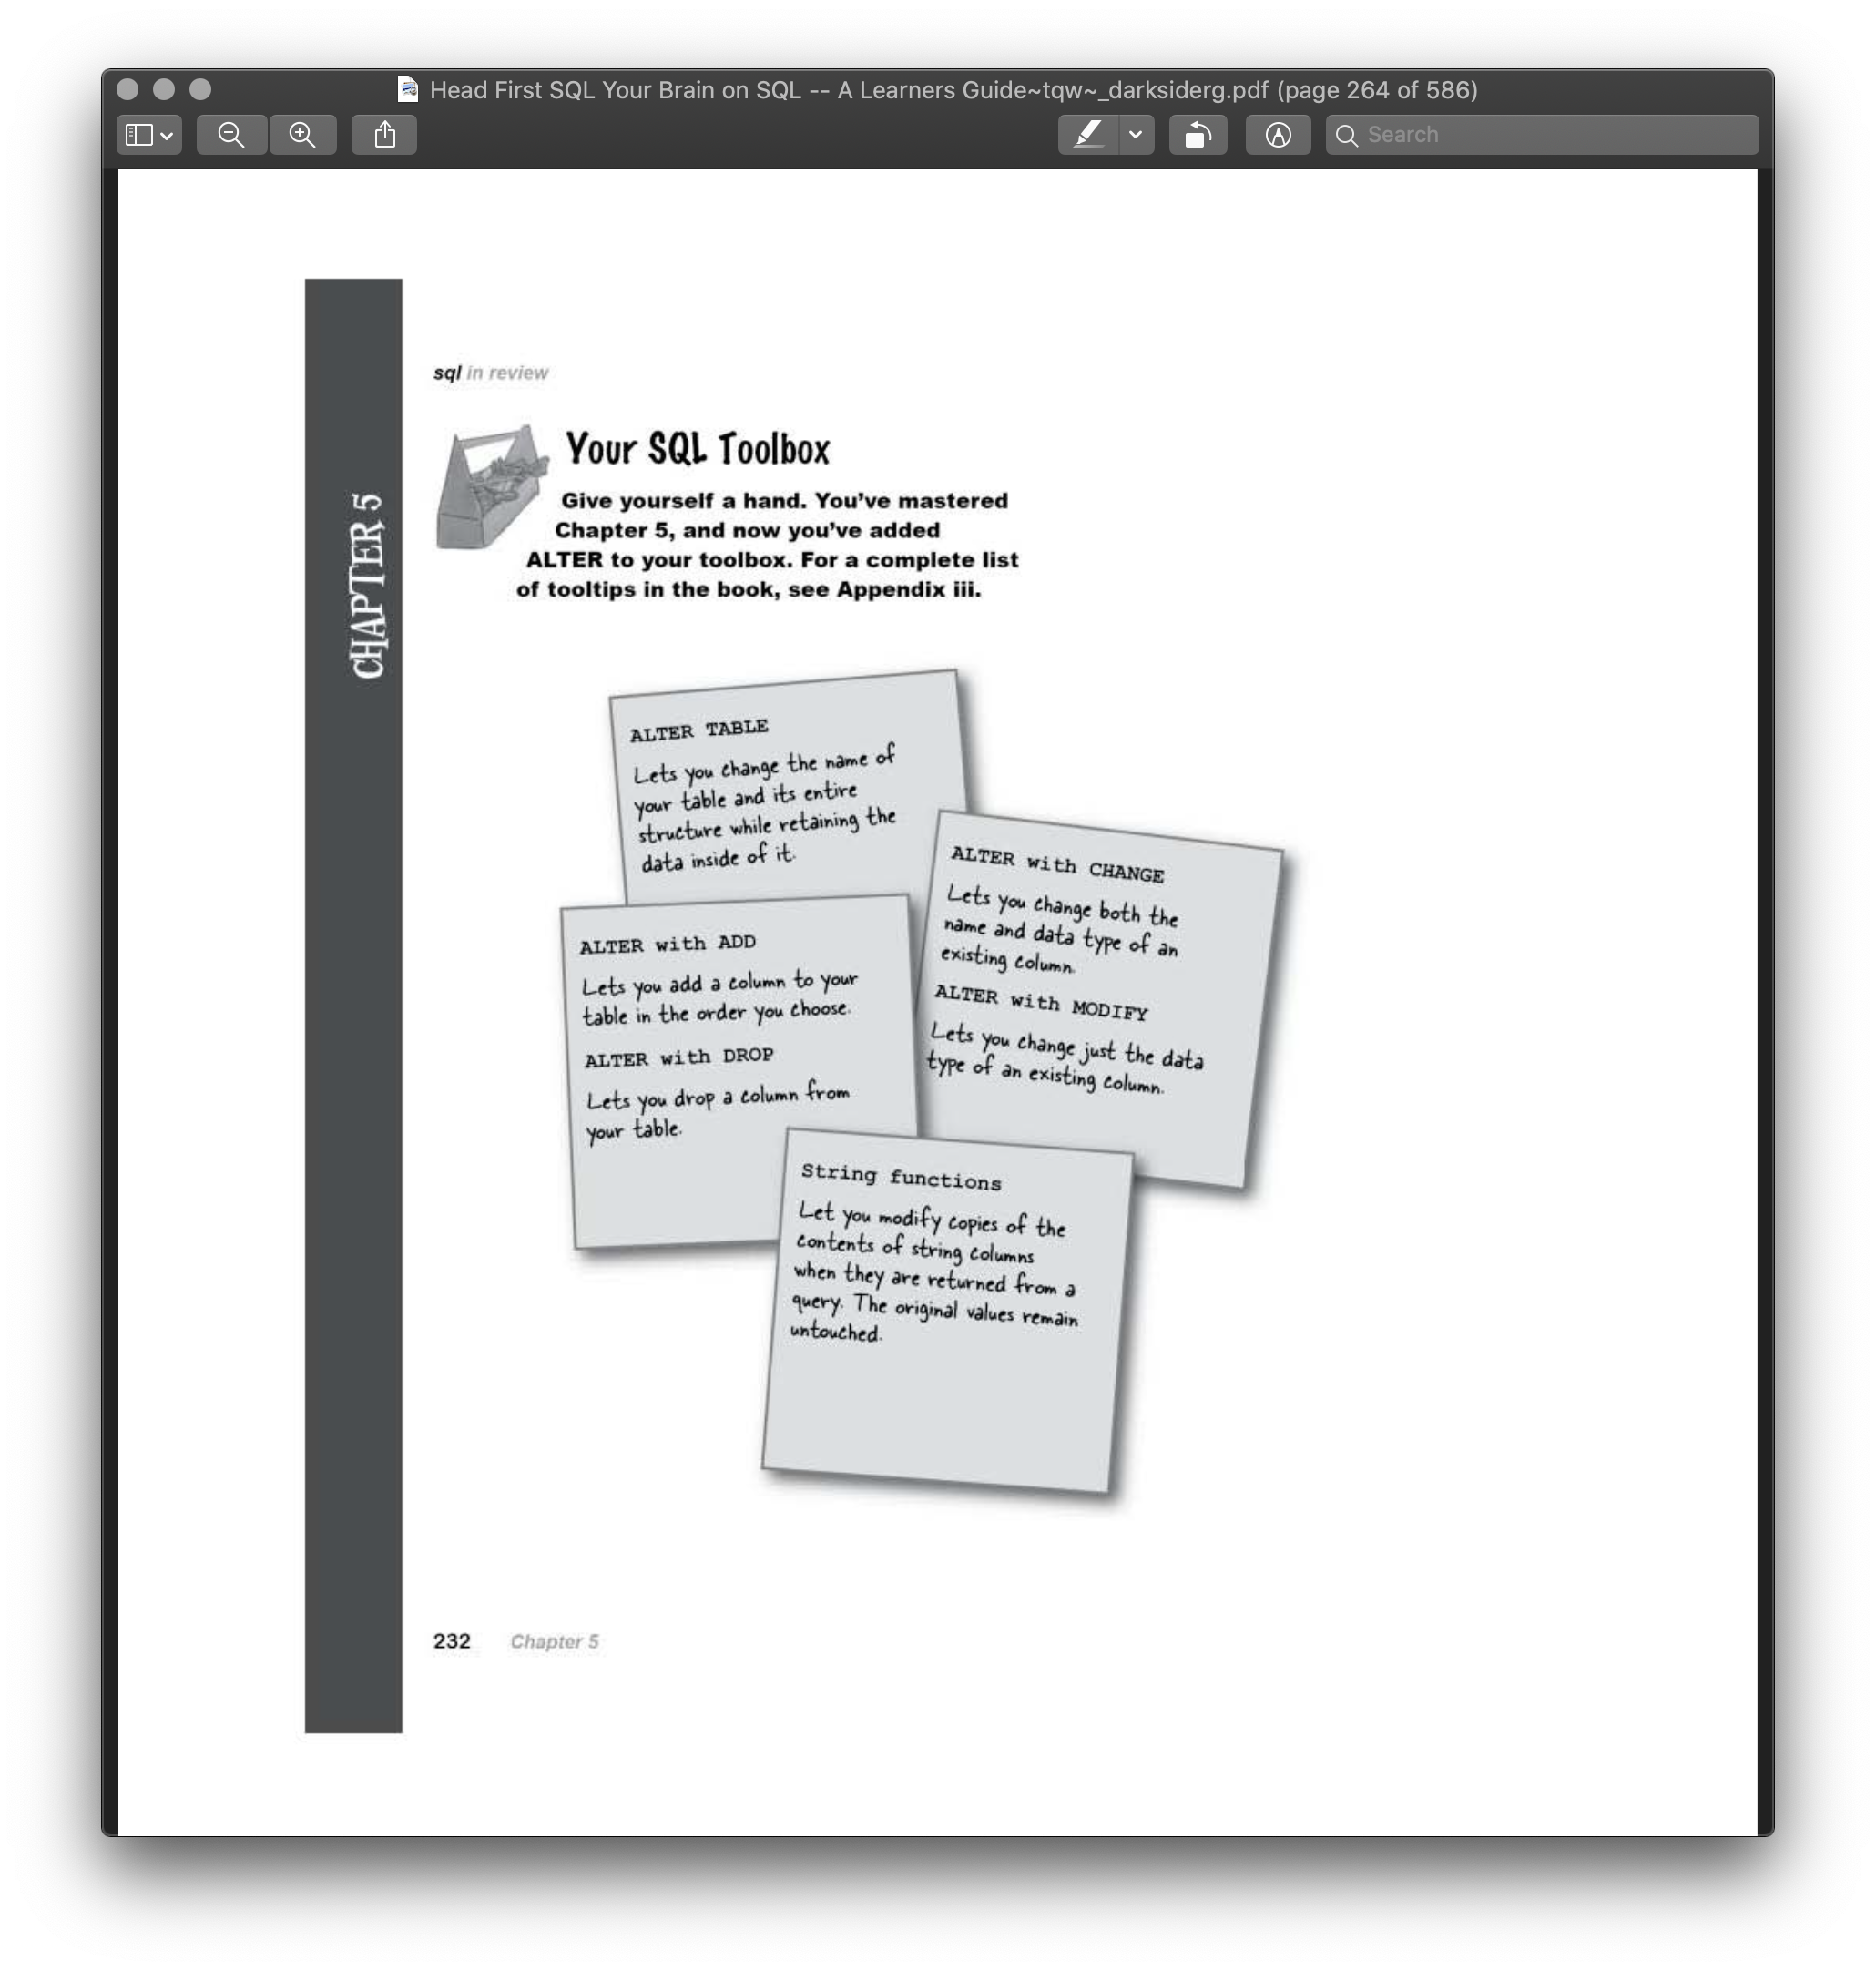 Head First SQL Your Brain on SQL -- A Learners Guide~tqw~_darksiderg.pdf (page 264 of 586)
Search
CHAPTER 5
sql in review
Your SQL Toolbox
Give yourself a hand. You've mastered
Chapter 5, and now you've added
ALTER to your toolbox. For a complete list
of tooltips in the book, see Appendix iii.
ALTER TABLE
Lets you change the name of
your table and its entire
structure while retaining the
data inside of it.
ALTER with ADD
Lets you add a column to your
table in the order you choose.
ALTER with DROP
Lets you drop a column from
your table.
ALTER with CHANGE
Lets you change both the
name and data type of an
existing column.
ALTER with MODIFY
Lets you change just the data
type of an existing column.
String functions
Let you modify copies of the
contents of string columns
when they are returned from a
query. The original values remain
untouched.
232 Chapter 5